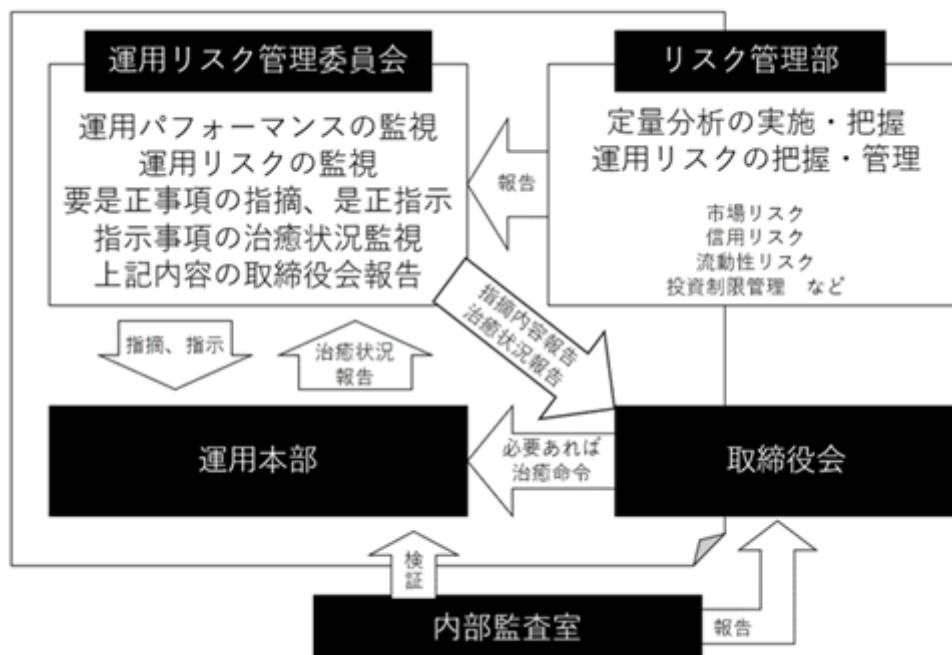 運用リスク管理委員会
運用パフォーマンスの監視
運用リスクの監視
要是正事項の指摘、是正指示
指示事項の治癒状況監視
上記内容の取締役会報告
リスク管理部
定量分析の実施・把握
運用リスクの把握・管理
市場リスク
信用リスク
流動性リスク
投資制限管理　など
報告
指摘内容報告
治癒状況報告
指摘、指示
治癒状況
報告
運用本部
必要あれば
治癒命令
取締役会
検証
内部監査室
報告